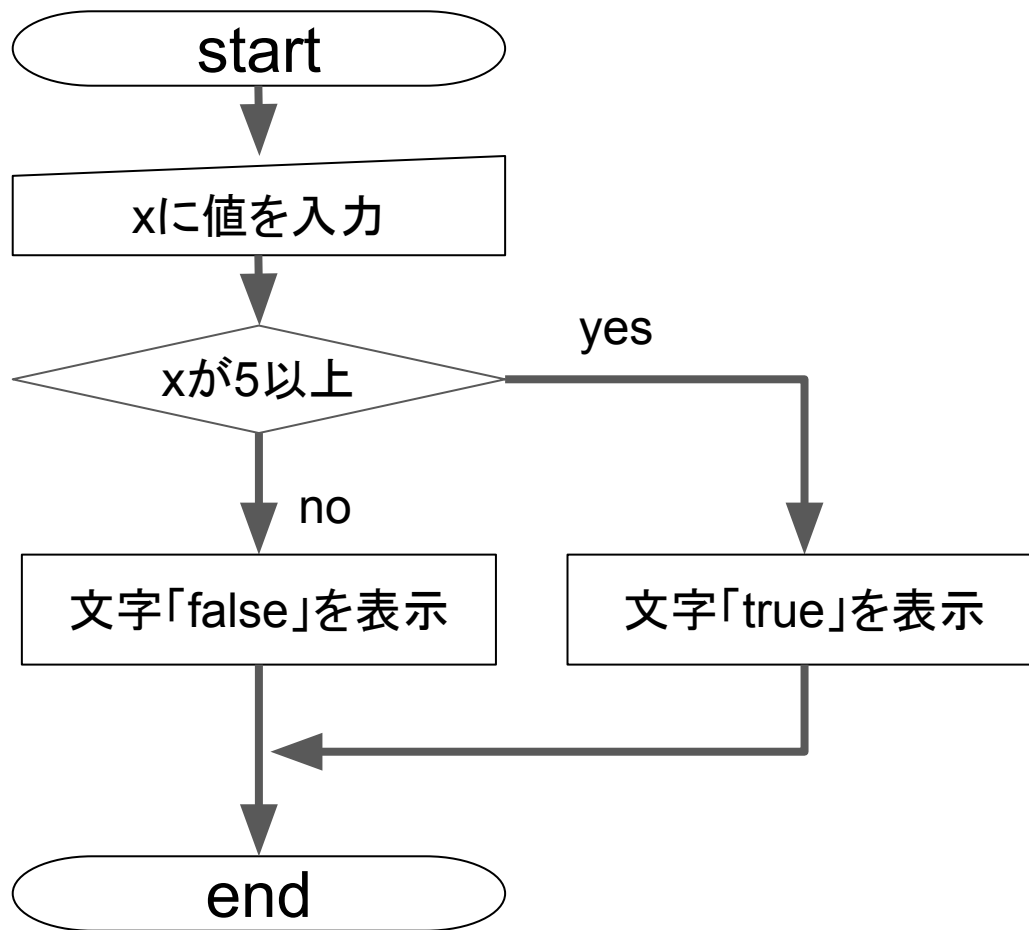 start
xに値を入力
xが5以上
yes
no
文字「false」を表示
文字「true」を表示
end